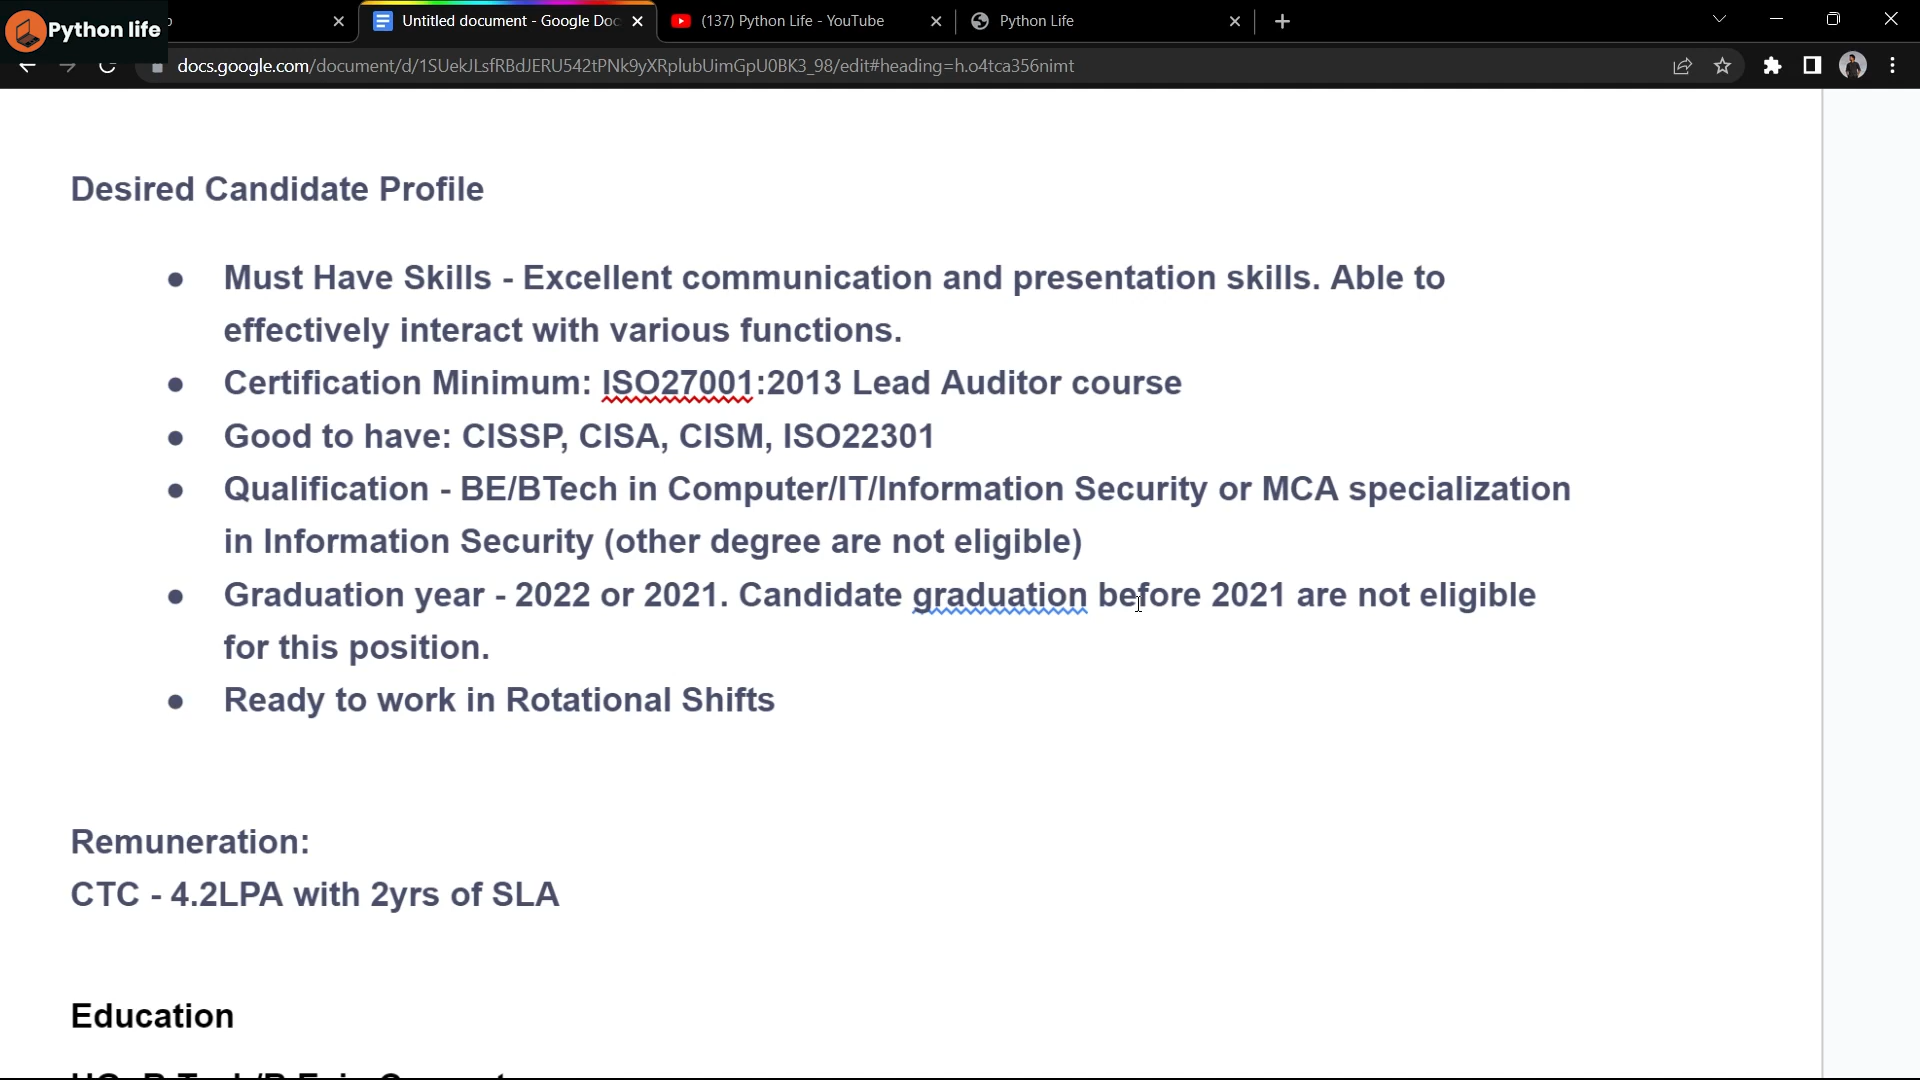 Python life
Untitled document - Google Doc
(137) Python Life - YouTube
Python Life
docs.google.com/document/d/1SUekJLsfRBdJERU542tPNk9yXRplubUimGpU0BK3_98/edit#heading=h.o4tca356nimt
Desired Candidate Profile
● Must Have Skills - Excellent communication and presentation skills. Able to
effectively interact with various functions.
● Certification Minimum: ISO27001:2013 Lead Auditor course
● Good to have: CISSP, CISA, CISM, ISO22301
● Qualification - BE/BTech in Computer/IT/Information Security or MCA specialization
in Information Security (other degree are not eligible)
● Graduation year - 2022 or 2021. Candidate graduation before 2021 are not eligible
for this position.
● Ready to work in Rotational Shifts
Remuneration:
CTC - 4.2LPA with 2yrs of SLA
Education